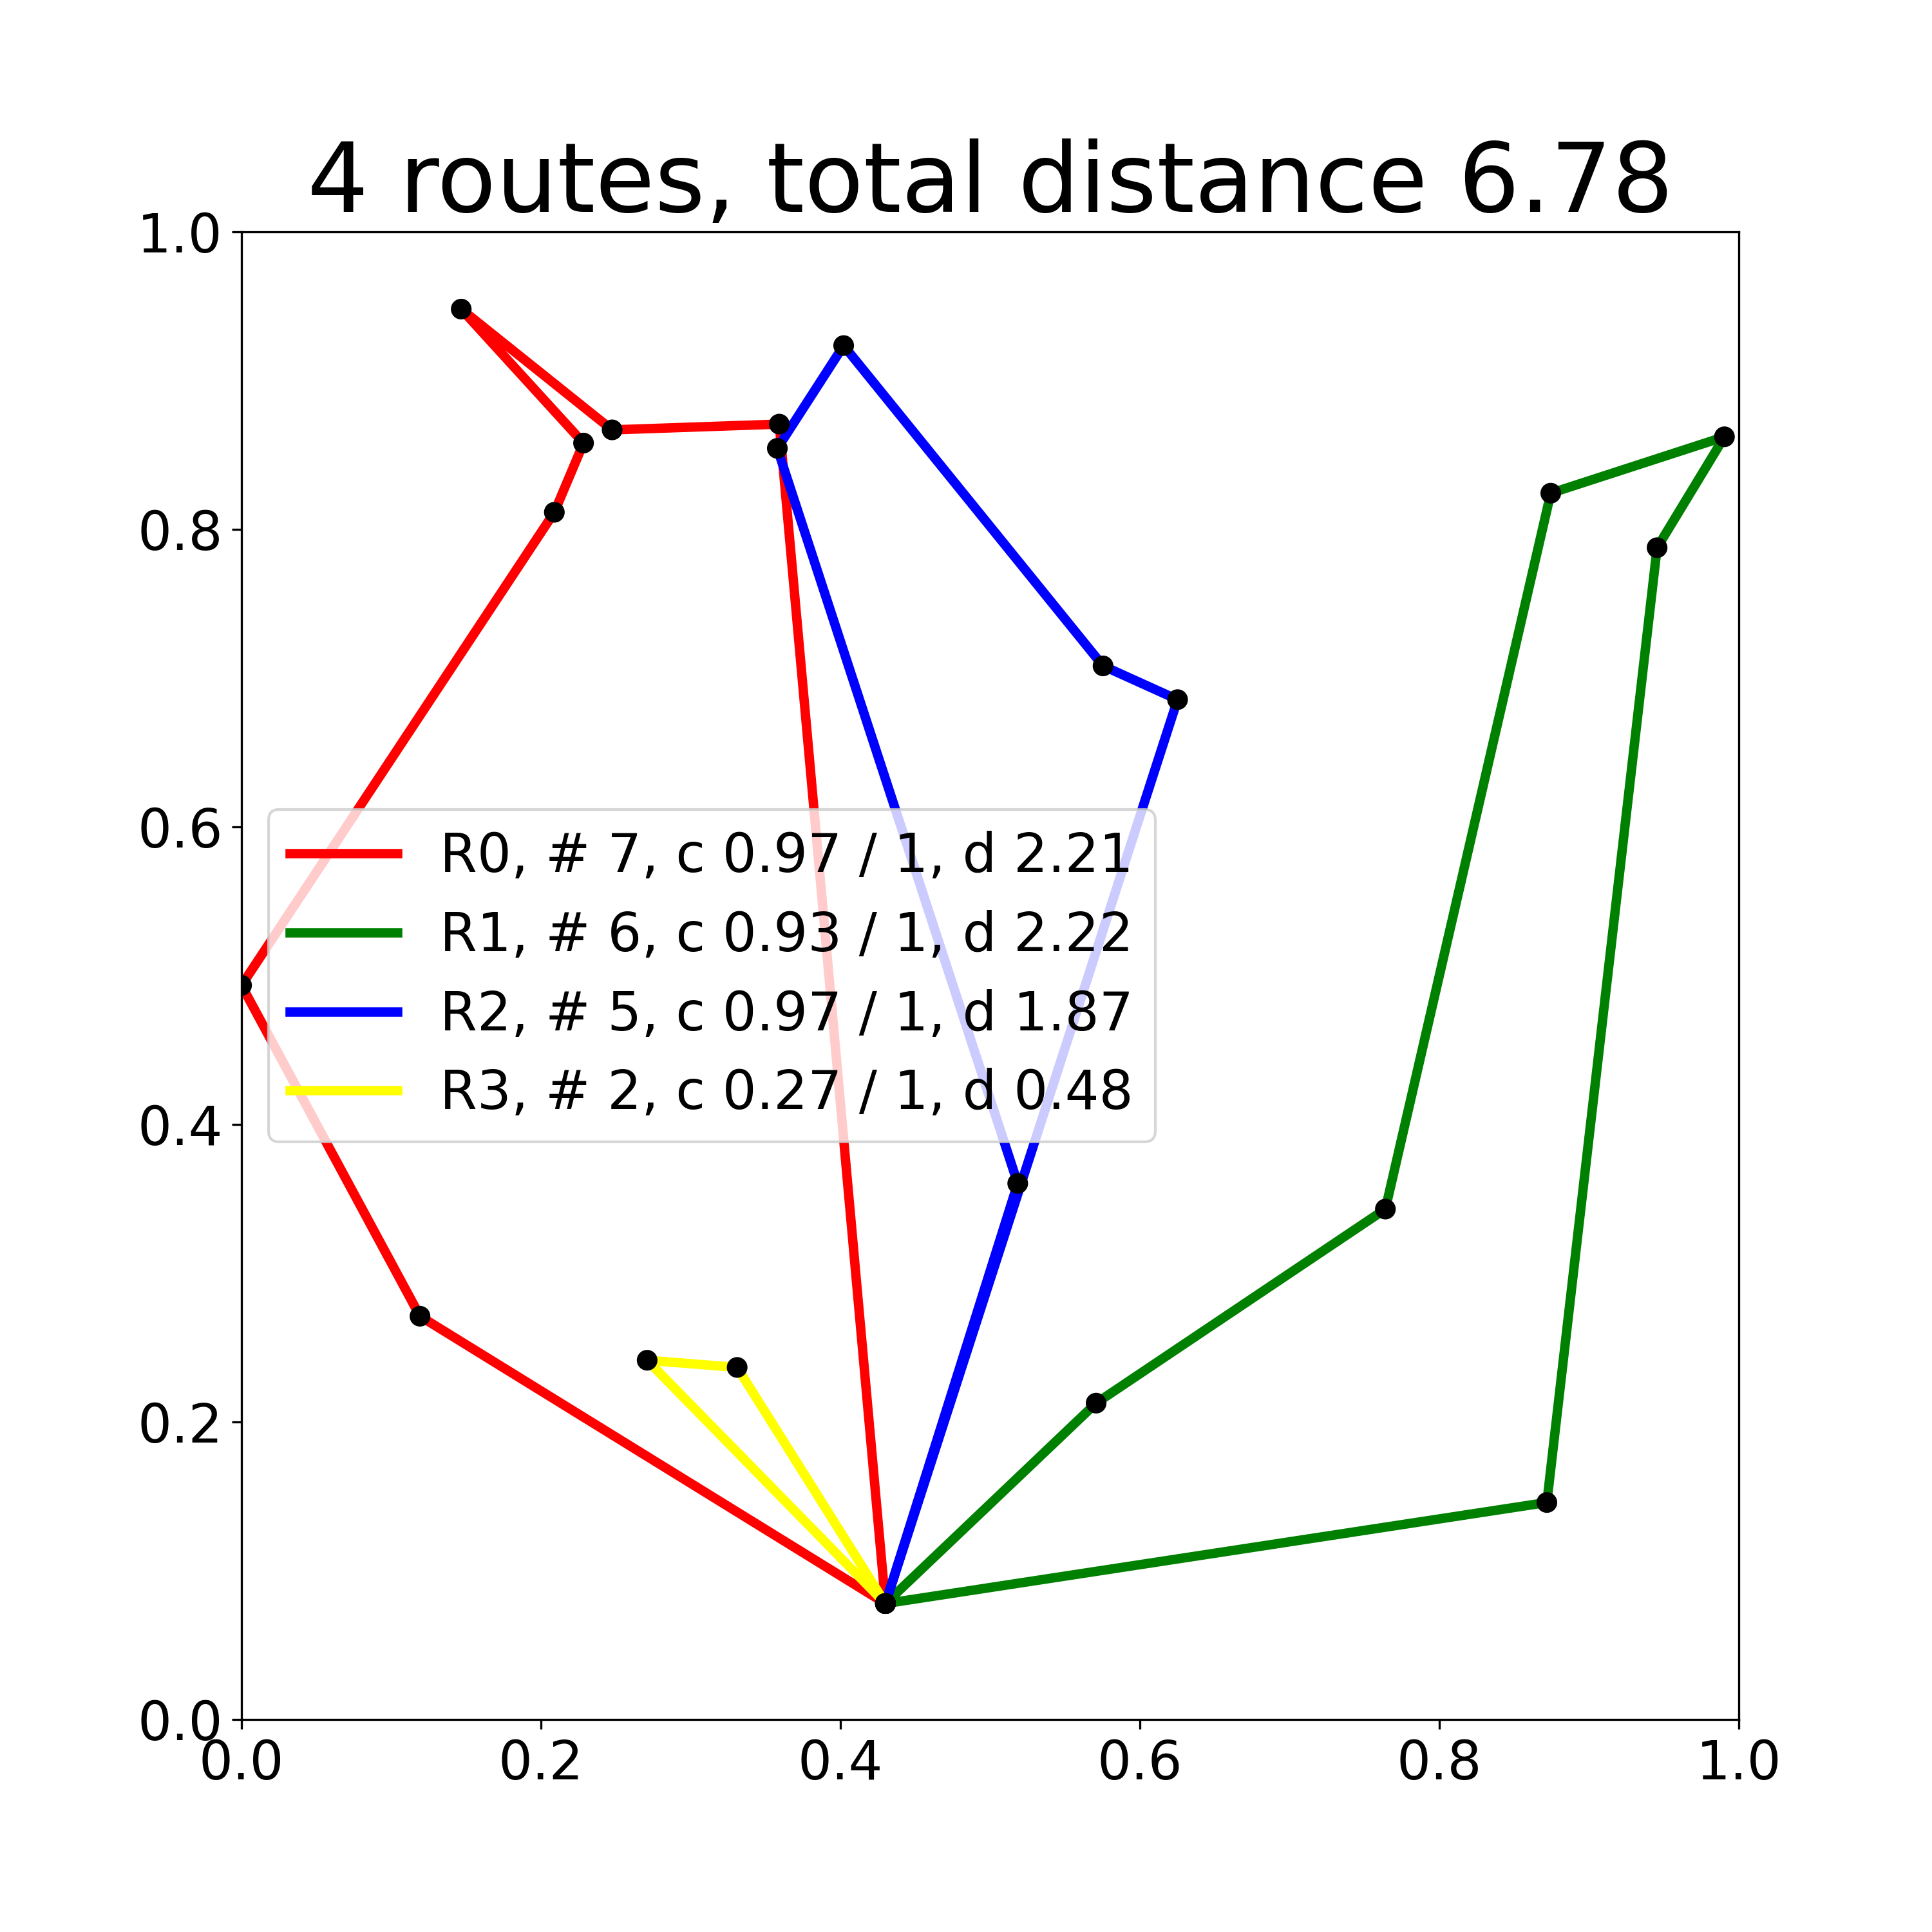 4 routes, total distance 6.78
1.0
0.8
0.6
R0, # 7, c 0.97 / 1, d 2.21
R1, # 6, c 0.93 / 1, d 2.22
R2, # 5, c 0.97 / 1, d 1.87
R3, # 2, c 0.27 / 1, d 0.48
0.4
0.2
0.0
0.0 0.2 0.4 0.6 0.8 1.0